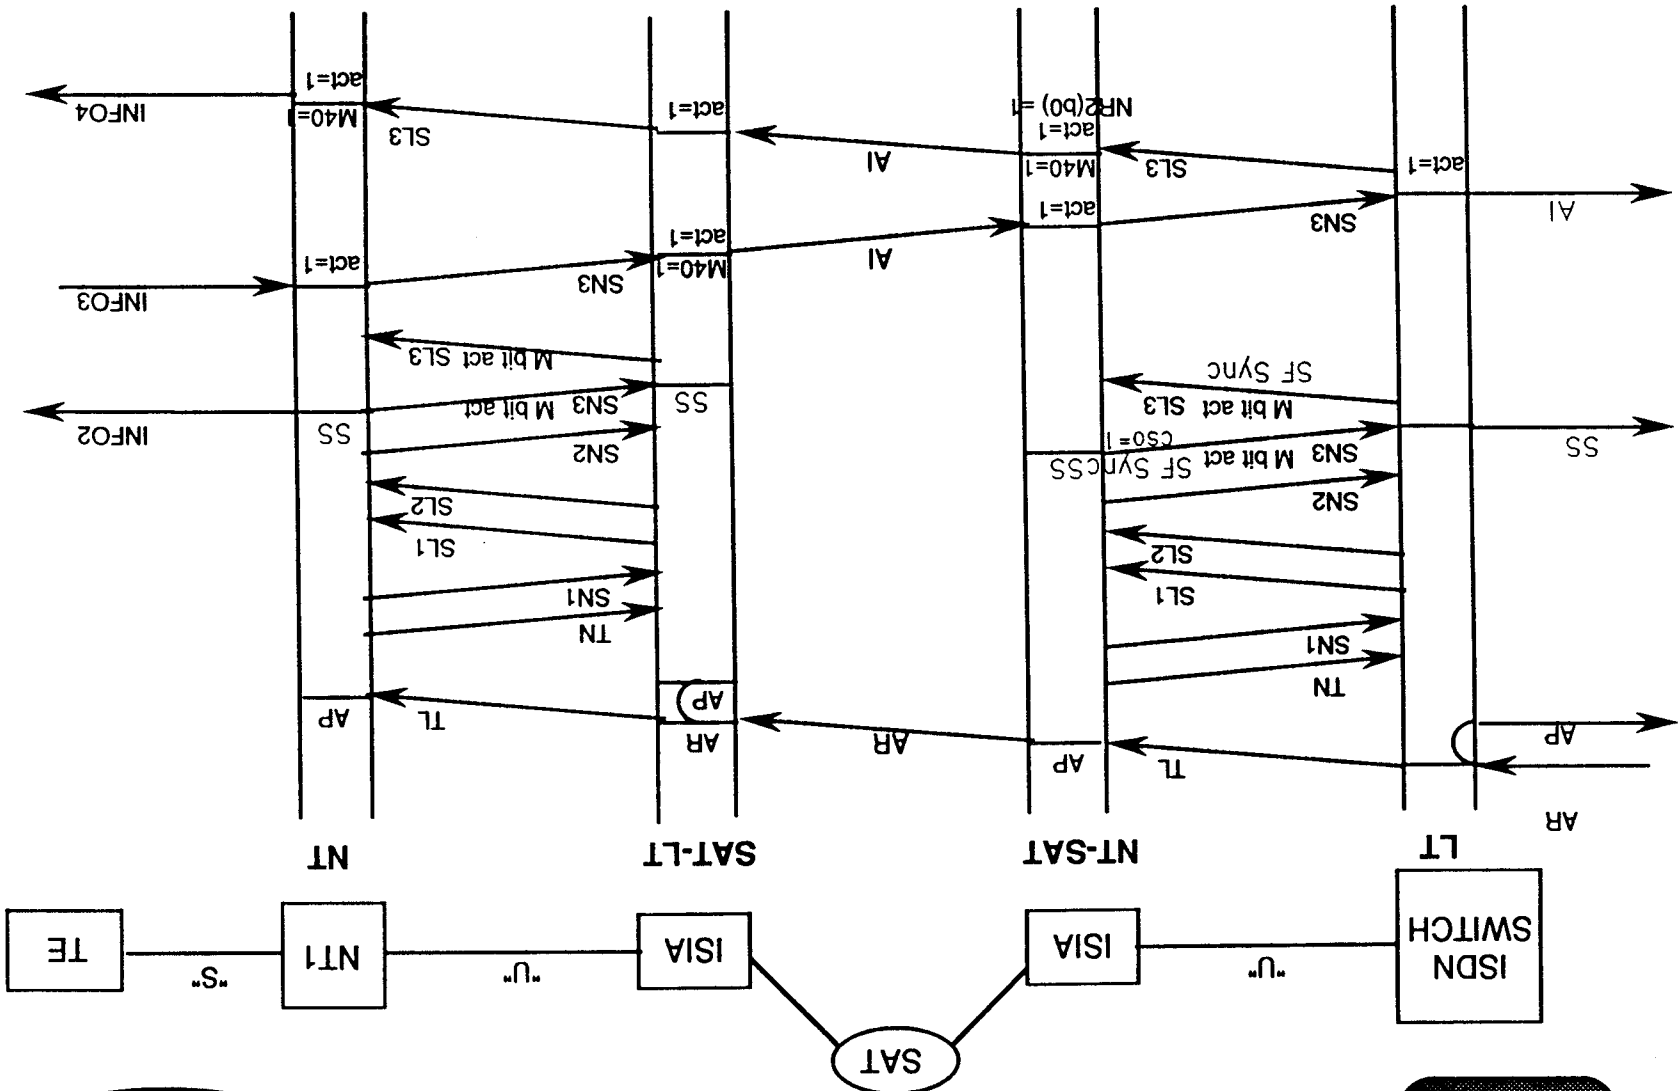 SAT
ISDN
SWITCH
"U"
ISIA
ISIA
"U"
NT1
"S"
TE
LT
NT-SAT
SAT-LT
NT
AR
AP
TL
AP
AR
AR
AP
TL
AP
TN
SN1
SL1
SL2
SN2
TN
SN1
SL1
SL2
SN2
SS
SN3 M bit act SF Sync
SS
CSO=1
SL3 M bit act
SF Sync
SS
SN3 M bit act
SS
INFO2
SL3 M bit act
INFO3
act=1
SN3
M40=1
act=1
AI
act=1
SN3
AI
act=1
SL3
M40=1
act=1
NR2(b0) =1
AI
act=1
SL3
M40=1
act=1
INFO4